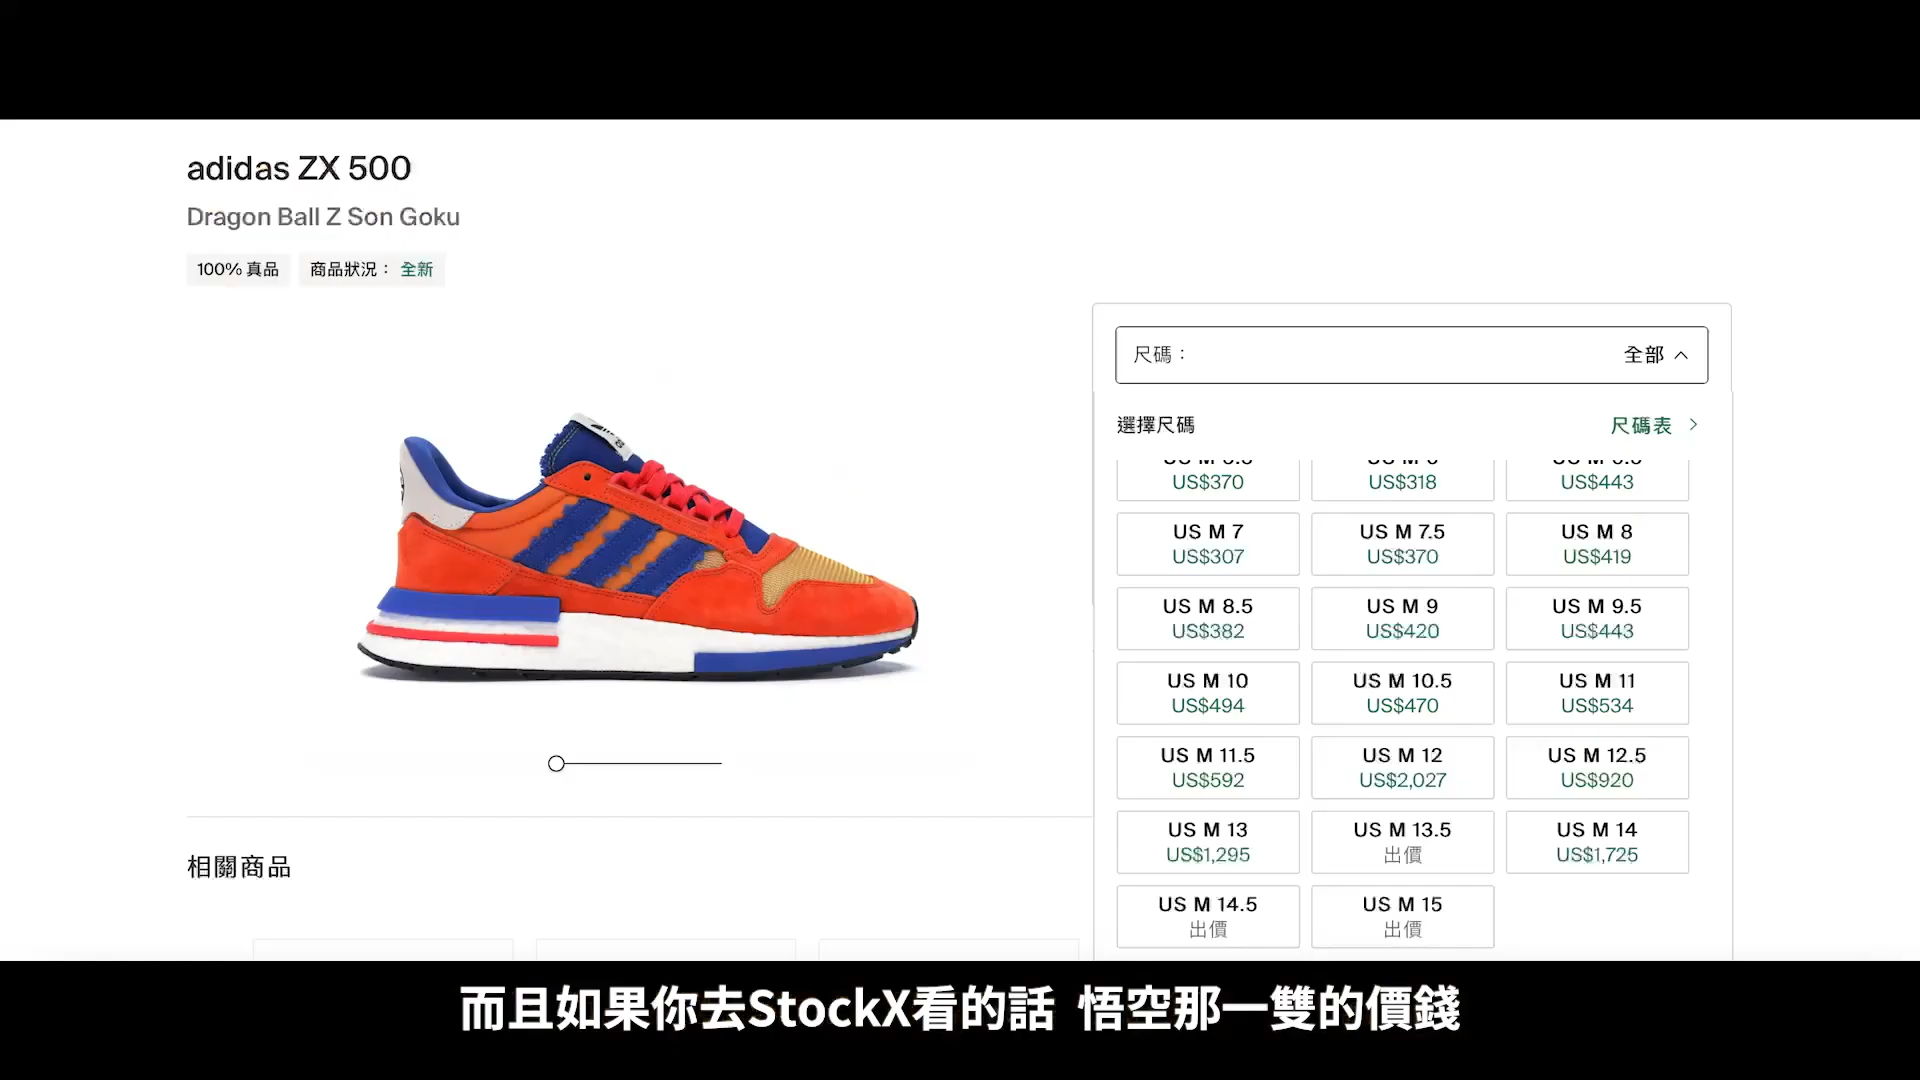 adidas ZX 500
Dragon Ball Z Son Goku
100% 真品
商品狀況： 全新
尺碼：
全部
選擇尺碼
尺碼表
US$370
US$318
US$443
US M 7
US$307
US M 7.5
US$370
US M 8
US$419
US M 8.5
US$382
US M 9
US$420
US M 9.5
US$443
US M 10
US$494
US M 10.5
US$470
US M 11
US$534
US M 11.5
US$592
US M 12
US$2,027
US M 12.5
US$920
US M 13
US$1,295
US M 13.5
出價
US M 14
US$1,725
US M 14.5
出價
US M 15
出價
相關商品
而且如果你去StockX看的話 悟空那一雙的價錢